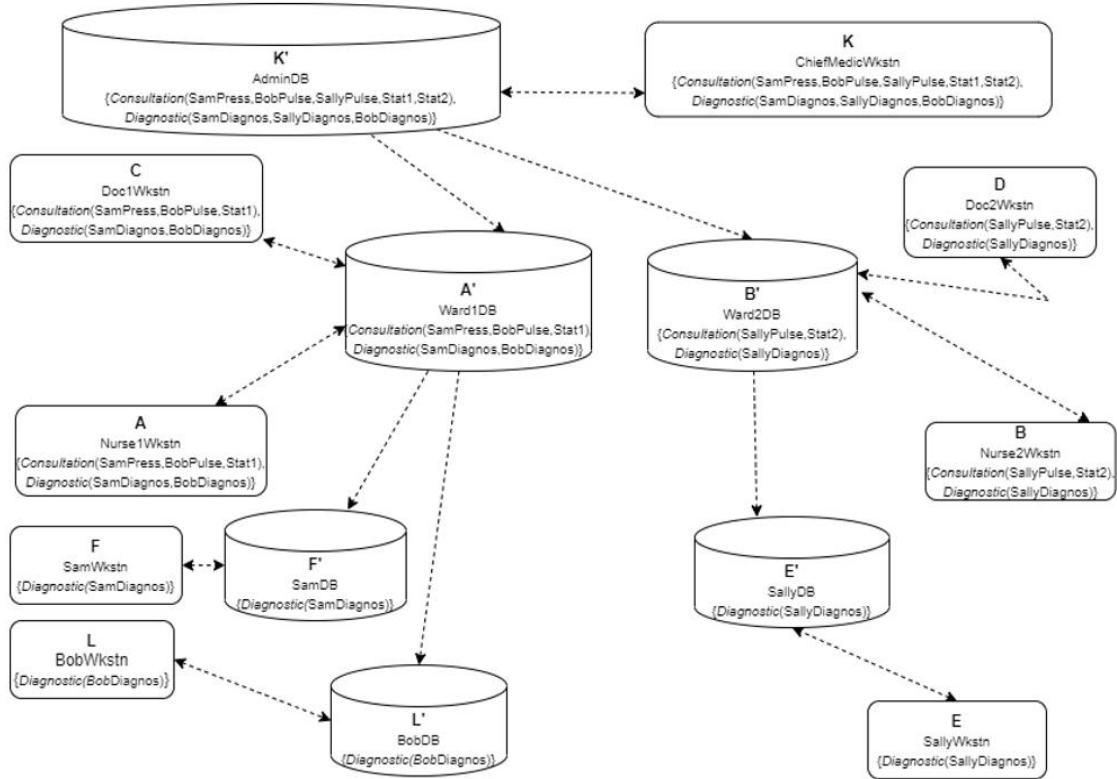 K'
AdminDB
{Consultation(SamPress,BobPulse,SallyPulse,Stat1,Stat2),
Diagnostic(SamDiagnos,SallyDiagnos,BobDiagnos)}
K
ChiefMedicWkstn
{Consultation(SamPress,BobPulse,SallyPulse,Stat1,Stat2),
Diagnostic(SamDiagnos,SallyDiagnos,BobDiagnos)}
C
Doc1Wkstn
{Consultation(SamPress,BobPulse,Stat1),
Diagnostic(SamDiagnos,BobDiagnos)}
D
Doc2Wkstn
{Consultation(SallyPulse,Stat2),
Diagnostic(SallyDiagnos)}
A'
Ward1DB
{Consultation(SamPress,BobPulse,Stat1),
Diagnostic(SamDiagnos,BobDiagnos)}
B'
Ward2DB
{Consultation(SallyPulse,Stat2),
Diagnostic(SallyDiagnos)}
A
Nurse1Wkstn
{Consultation(SamPress,BobPulse,Stat1),
Diagnostic(SamDiagnos,BobDiagnos)}
B
Nurse2Wkstn
{Consultation(SallyPulse,Stat2),
Diagnostic(SallyDiagnos)}
F
SamWkstn
{Diagnostic(SamDiagnos)}
F'
SamDB
{Diagnostic(SamDiagnos)}
E'
SallyDB
{Diagnostic(SallyDiagnos)}
L
BobWkstn
{Diagnostic(BobDiagnos)}
L'
BobDB
{Diagnostic(BobDiagnos)}
E
SallyWkstn
{Diagnostic(SallyDiagnos)}